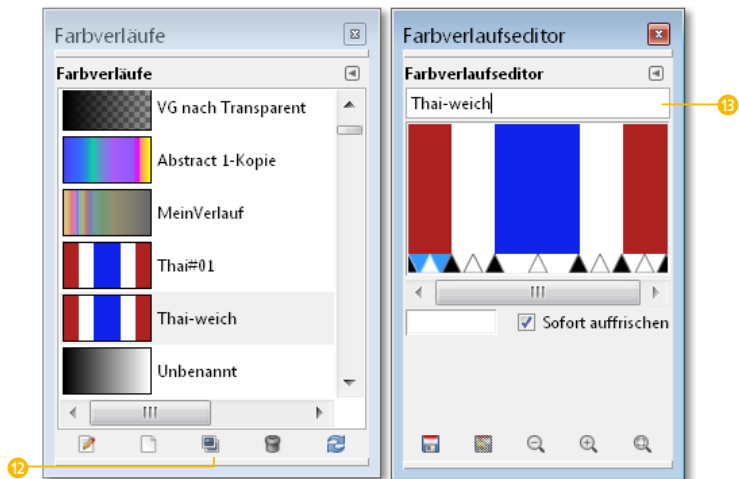 Farbverläufe
Farbverläufe
VG nach Transparent
Abstract 1-Kopie
MeinVerlauf
Thai#01
Thai-weich
Unbenannt
12
Farbverlaufseditor
Farbverlaufseditor
Thai-weich
13
Sofort auffrischen